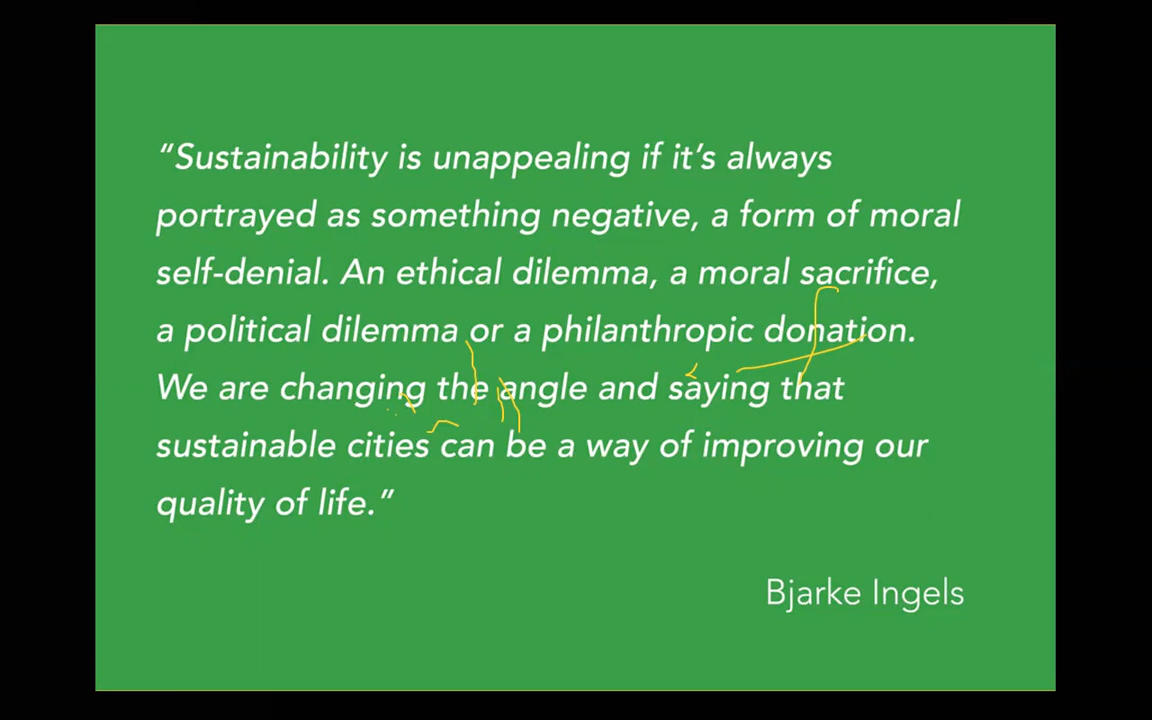 “Sustainability is unappealing if it’s always
portrayed as something negative, a form of moral
self-denial. An ethical dilemma, a moral sacrifice,
a political dilemma or a philanthropic donation.
We are changing the angle and saying that
sustainable cities can be a way of improving our
quality of life.”
Bjarke Ingels